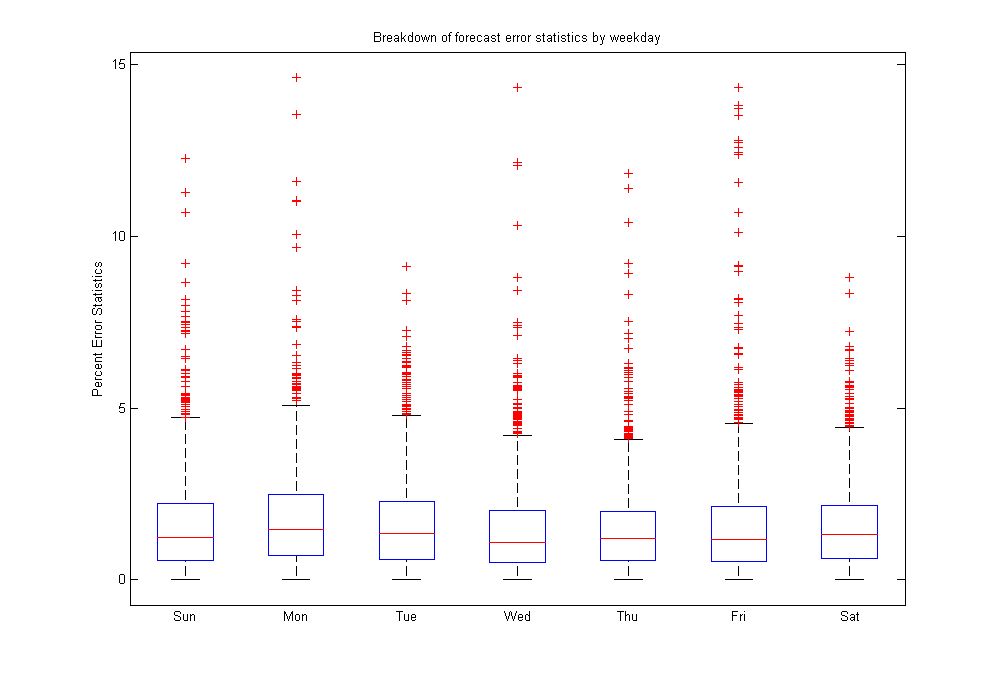 Breakdown of forecast error statistics by weekday
15
10
5
0
Percent Error Statistics
Sun Mon Tue Wed Thu Fri Sat